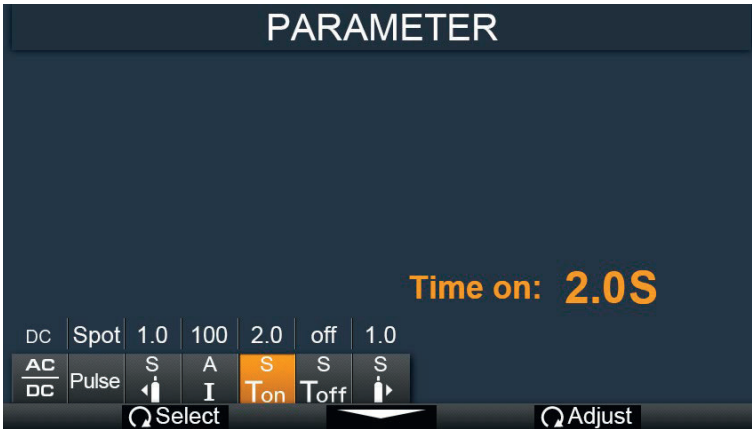 PARAMETER
Time on: 2.0S
DC Spot 1.0 100 2.0 off 1.0
AC DC Pulse S A I S Ton S Toff S
Select Adjust